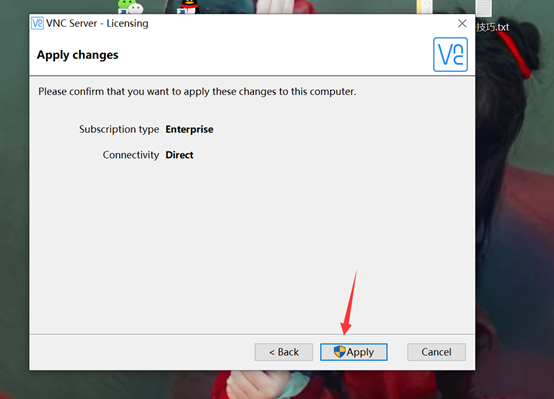 技巧.txt
VNC Server - Licensing
Apply changes
Please confirm that you want to apply these changes to this computer.
Subscription type Enterprise
Connectivity Direct
< Back Apply Cancel